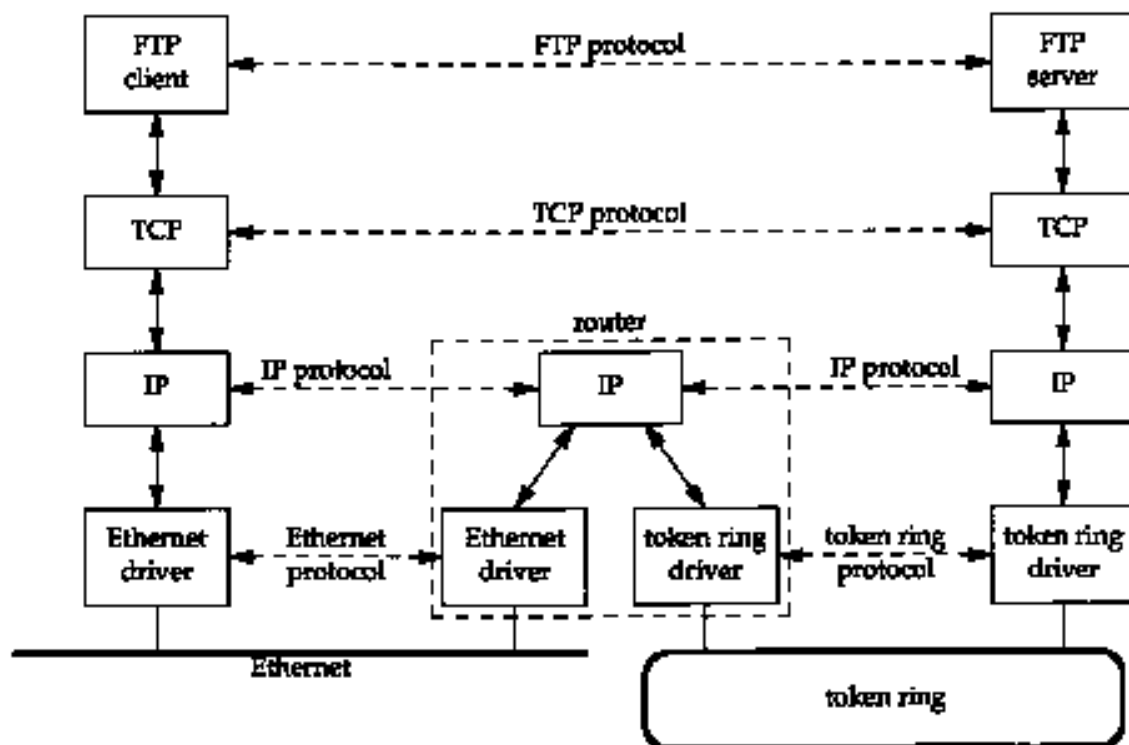 FTP
client
FTP protocol
FTP
server
TCP
TCP protocol
TCP
router
IP
IP protocol
IP
IP protocol
IP
Ethernet
driver
Ethernet
protocol
Ethernet
driver
token ring
driver
token ring
protocol
token ring
driver
Ethernet
token ring